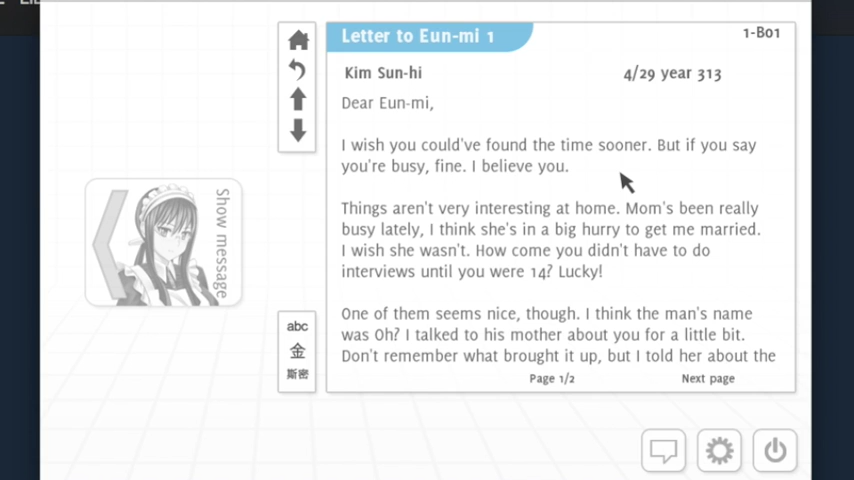 Letter to Eun-mi 1
1-B01
Kim Sun-hi
4/29 year 313
Dear Eun-mi,
I wish you could've found the time sooner. But if you say
you're busy, fine. I believe you.
Things aren't very interesting at home. Mom's been really
busy lately, I think she's in a big hurry to get me married.
I wish she wasn't. How come you didn't have to do
interviews until you were 14? Lucky!
One of them seems nice, though. I think the man's name
was Oh? I talked to his mother about you for a little bit.
Don't remember what brought it up, but I told her about the
Page 1/2
Next page
Show message
abc
金
斯密